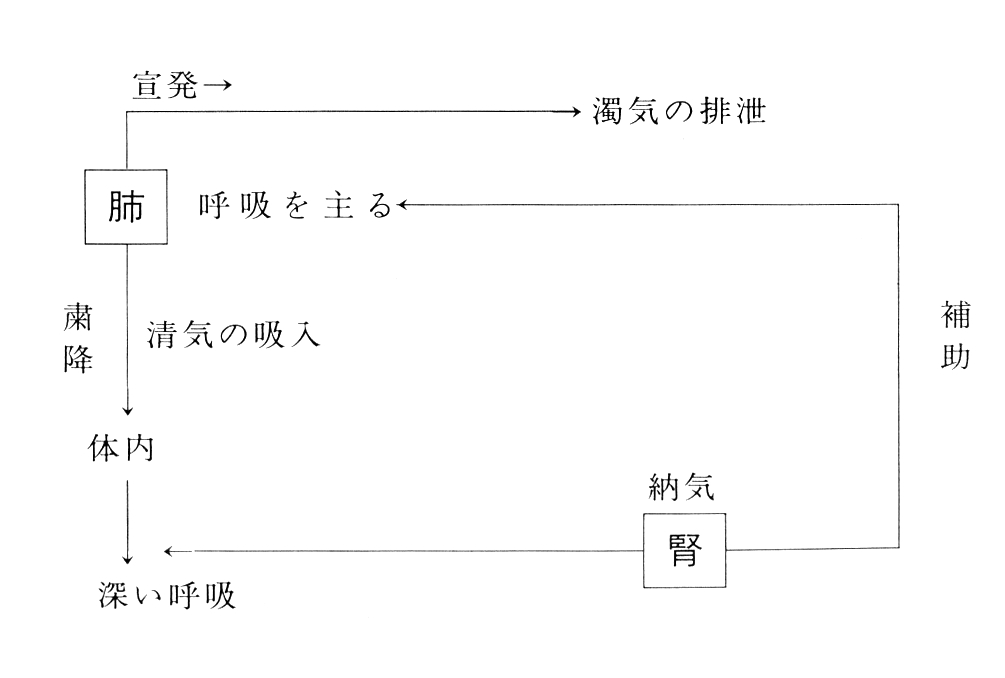 宣発→
濁気の排泄
肺
呼吸を主る
粛降
清気の吸入
補助
体内
納気
腎
深い呼吸